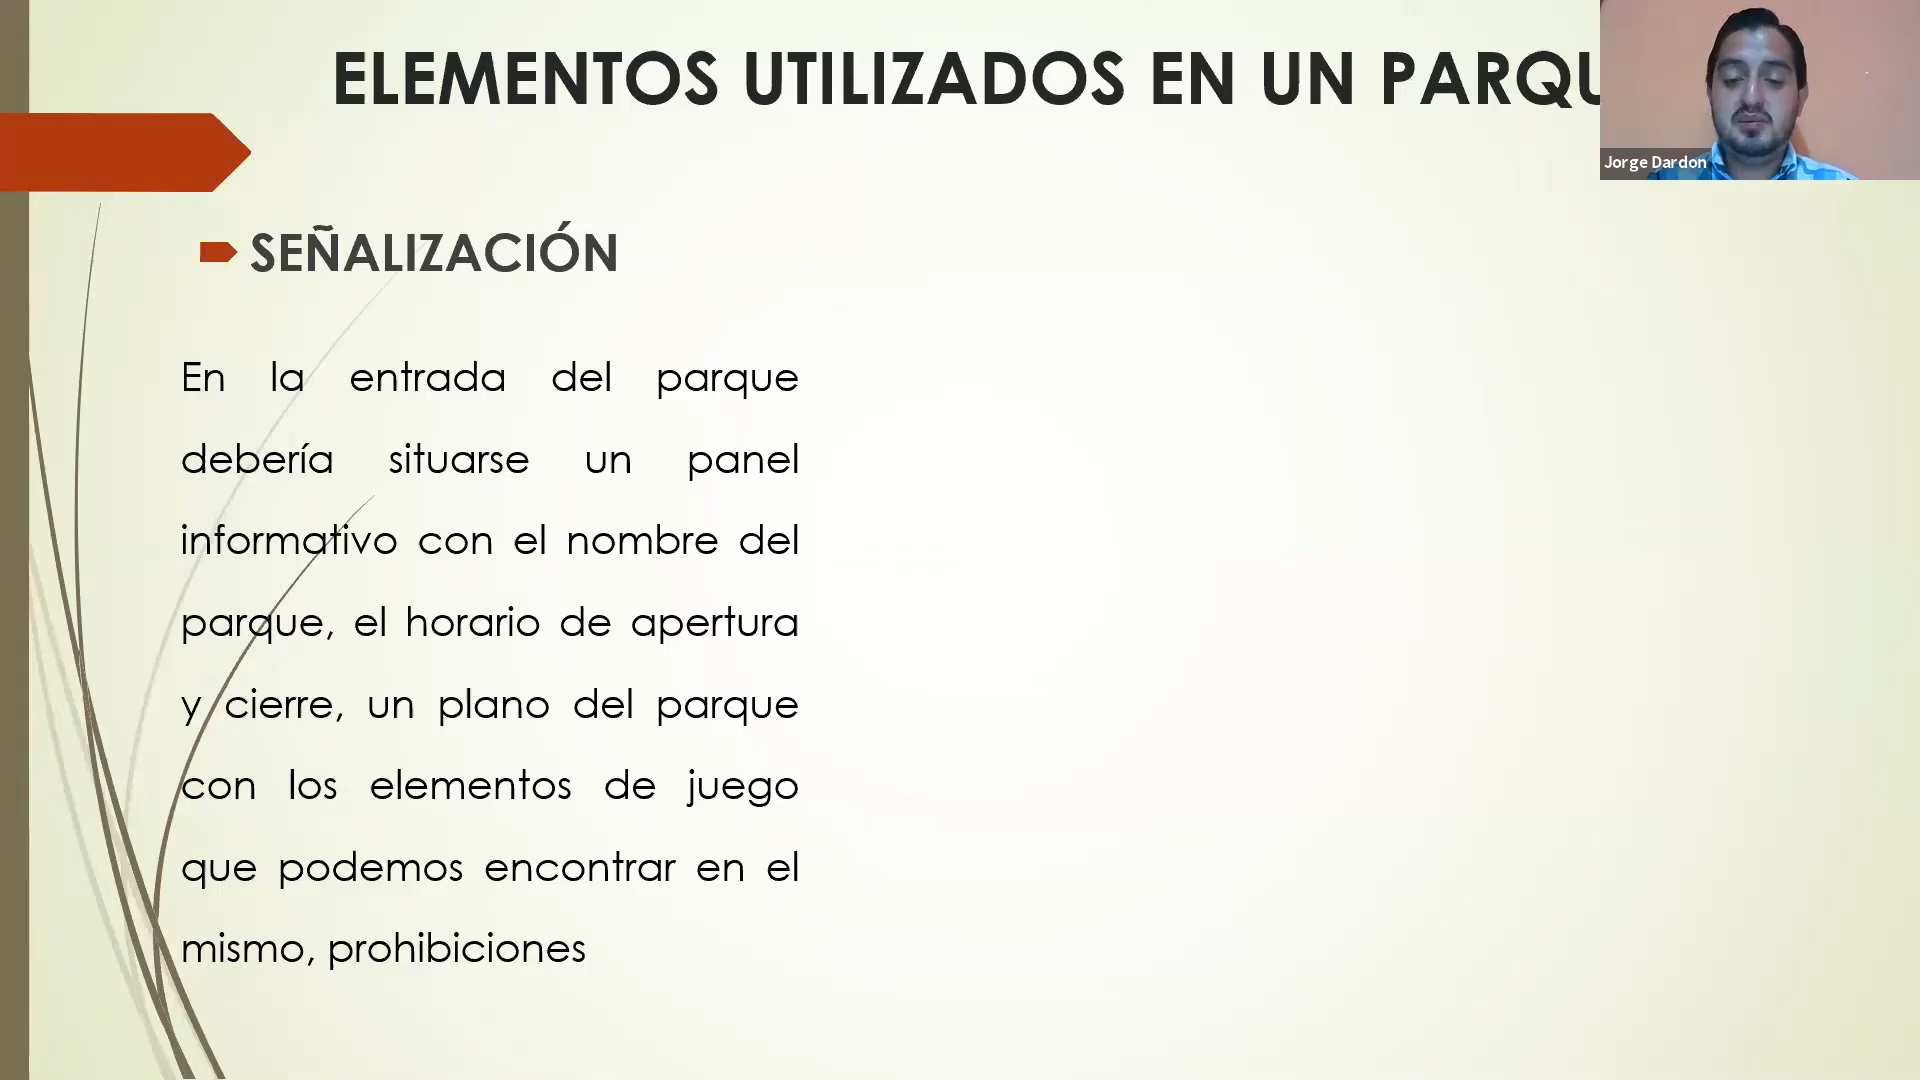 ELEMENTOS UTILIZADOS EN UN
Jorge Dardon
SEÑALIZACIÓN
En la entrada del parque
debería situarse un panel
informativo con el nombre del
parque, el horario de apertura
y cierre, un plano del parque
con los elementos de juego
que podemos encontrar en el
mismo, prohibiciones